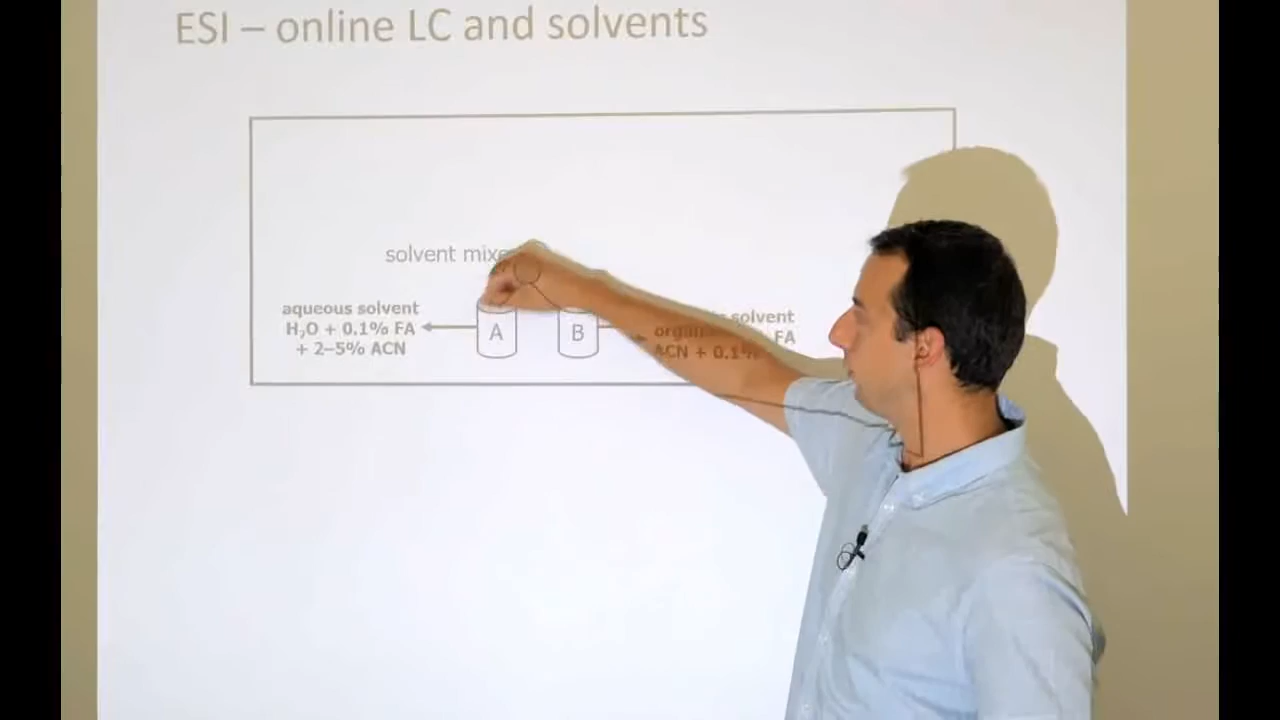 ESI – online LC and solvents
solvent mixe
aqueous solvent
H₂O + 0.1% FA
+ 2–5% ACN
A
B
solvent
FA
ACN + 0.1%